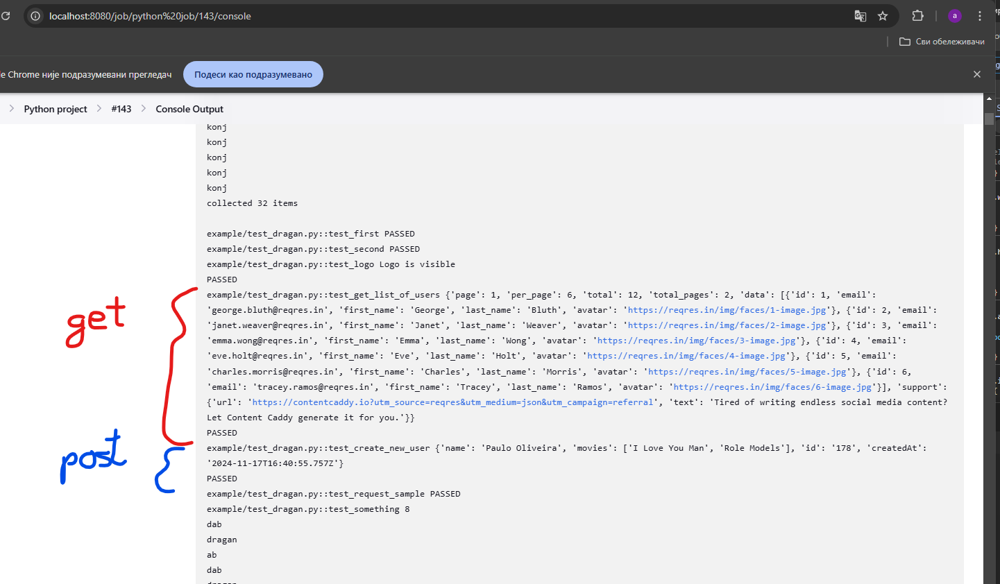 localhost:8080/job/python%20job/143/console
a
Сви обележивачи
e Chrome није подразумевани прегледач
Подеси као подразумевано
Python project
#143
Console Output
konj
konj
konj
konj
konj
collected 32 items
example/test_dragan.py::test_first PASSED
example/test_dragan.py::test_second PASSED
example/test_dragan.py::test_logo Logo is visible
PASSED
example/test_dragan.py::test_get_list_of_users {'page': 1, 'per_page': 6, 'total': 12, 'total_pages': 2, 'data': [{'id': 1, 'email':
'george.bluth@reqres.in', 'first_name': 'George', 'last_name': 'Bluth', 'avatar': 'https://reqres.in/img/faces/1-image.jpg'}, {'id': 2, 'email':
'janet.weaver@reqres.in', 'first_name': 'Janet', 'last_name': 'Weaver', 'avatar': 'https://reqres.in/img/faces/2-image.jpg'}, {'id': 3, 'email':
'emma.wong@reqres.in', 'first_name': 'Emma', 'last_name': 'Wong', 'avatar': 'https://reqres.in/img/faces/3-image.jpg'}, {'id': 4, 'email':
'eve.holt@reqres.in', 'first_name': 'Eve', 'last_name': 'Holt', 'avatar': 'https://reqres.in/img/faces/4-image.jpg'}, {'id': 5, 'email':
'charles.morris@reqres.in', 'first_name': 'Charles', 'last_name': 'Morris', 'avatar': 'https://reqres.in/img/faces/5-image.jpg'}, {'id': 6,
'email': 'tracey.ramos@reqres.in', 'first_name': 'Tracey', 'last_name': 'Ramos', 'avatar': 'https://reqres.in/img/faces/6-image.jpg'}], 'support':
{'url': 'https://contentcaddy.io?utm_source=reqres&utm_medium=json&utm_campaign=referral', 'text': 'Tired of writing endless social media content?
Let Content Caddy generate it for you.'}}
PASSED
example/test_dragan.py::test_create_new_user {'name': 'Paulo Oliveira', 'movies': ['I Love You Man', 'Role Models'], 'id': '178', 'createdAt':
'2024-11-17T16:40:55.757Z'}
PASSED
example/test_dragan.py::test_request_sample PASSED
example/test_dragan.py::test_something 8
dab
dragan
ab
dab
get
post